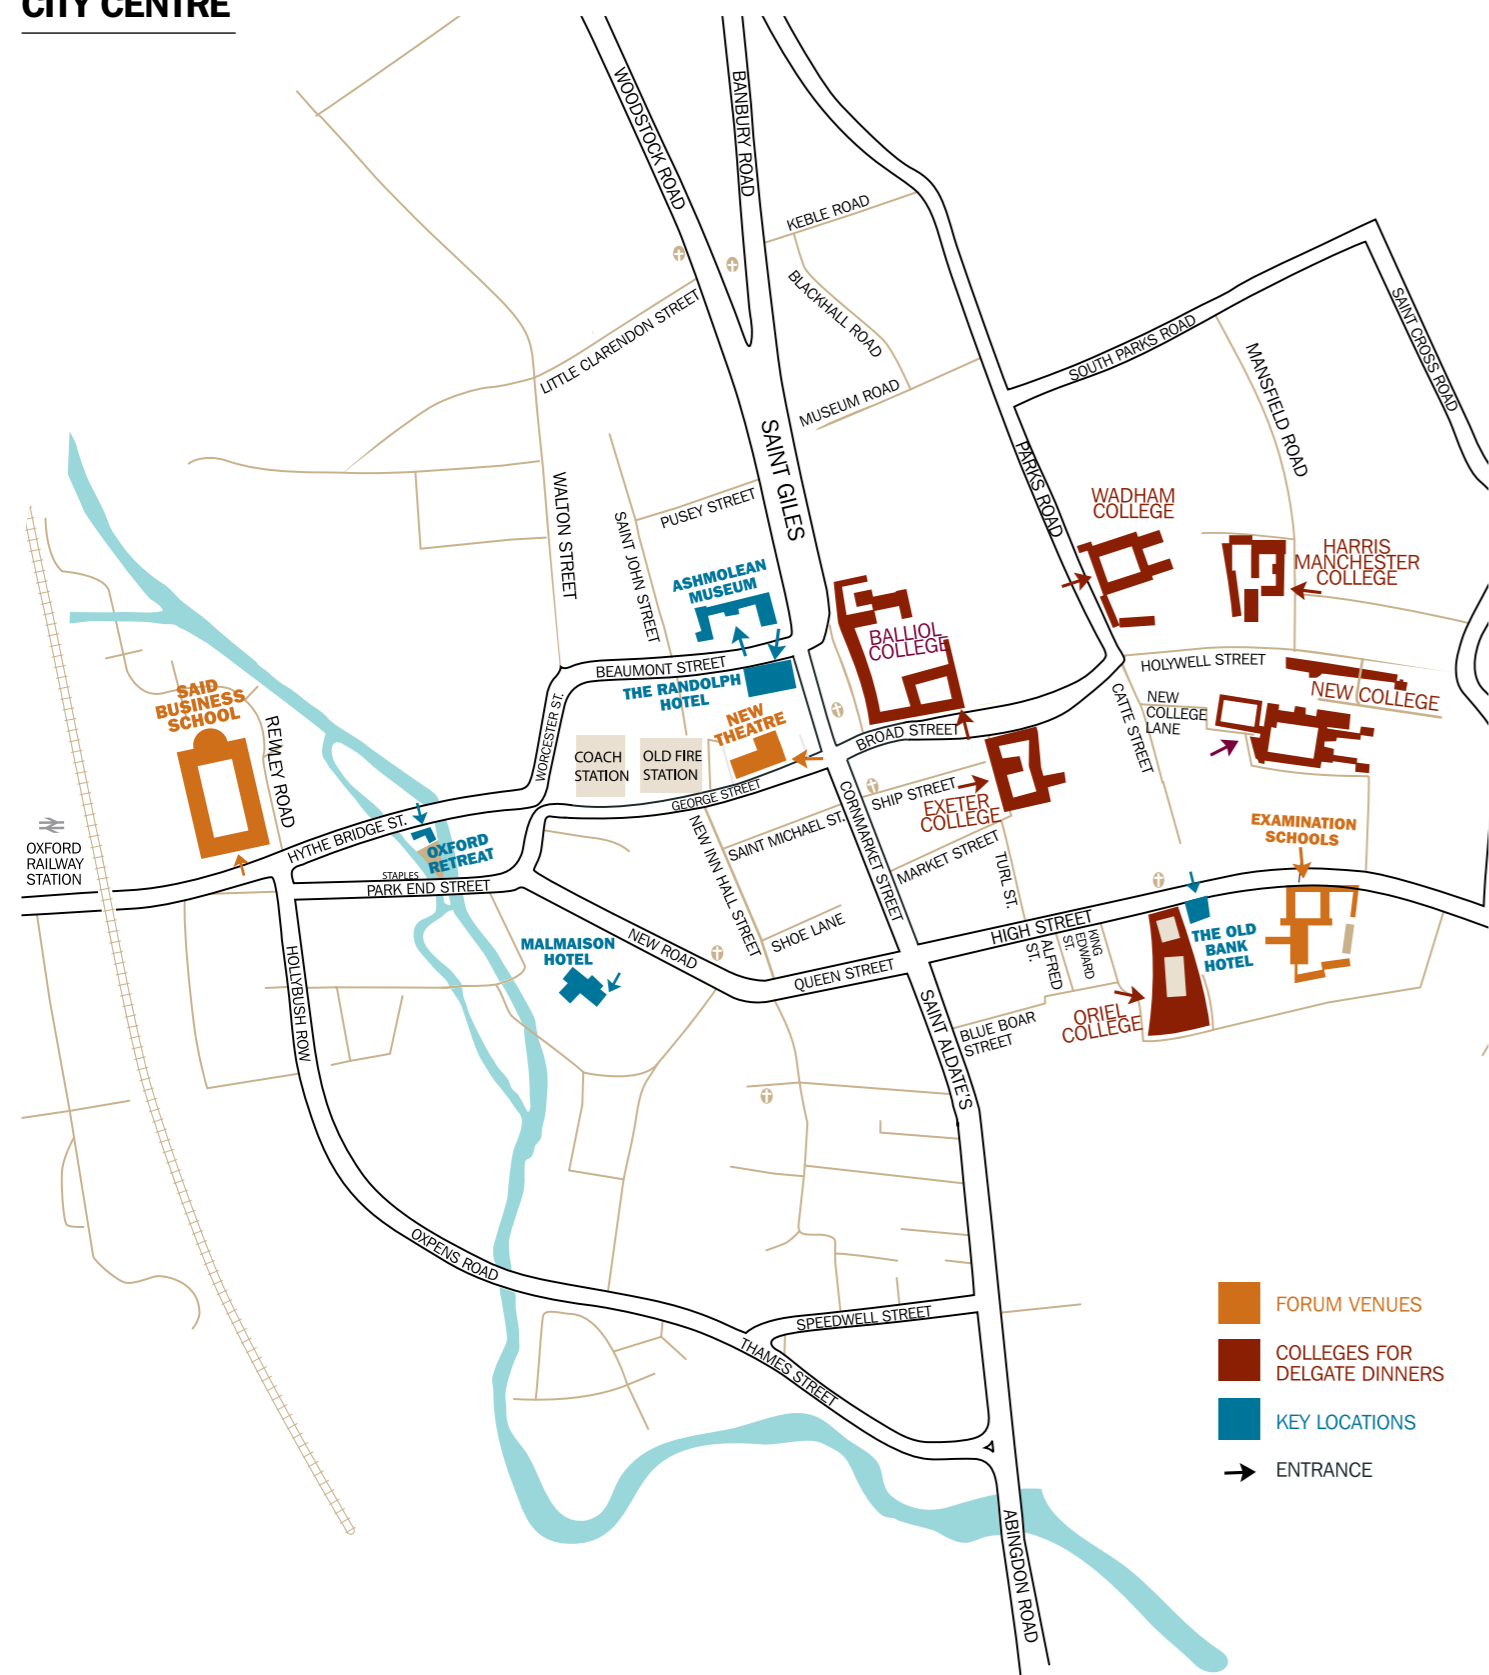 CITY CENTRE
WOODSTOCK ROAD
BANBURY ROAD
KEBLE ROAD
BLACKHALL ROAD
LITTLE CLARENDON STREET
MUSEUM ROAD
SOUTH PARKS ROAD
SAINT CROSS ROAD
MANSFIELD ROAD
SAINT GILES
PARKS ROAD
WALTON STREET
PUSEY STREET
SAINT JOHN STREET
WADHAM
COLLEGE
HARRIS
MANCHESTER
COLLEGE
ASHMOLEAN
MUSEUM
BALLIOL
COLLEGE
BEAUMONT STREET
HOLYWELL STREET
THE RANDOLPH
HOTEL
NEW COLLEGE
NEW
COLLEGE
LANE
CATTE STREET
SAID
BUSINESS
SCHOOL
REWLEY ROAD
WORCESTER ST.
NEW
THEATRE
BROAD STREET
COACH
STATION
OLD FIRE
STATION
GEORGE STREET
SHIP STREET
EXETER
COLLEGE
CORNMARKET STREET
HYTHE BRIDGE ST.
OXFORD
RETREAT
NEW INN HALL STREET
SAINT MICHAEL ST.
MARKET STREET
TURL ST.
EXAMINATION
SCHOOLS
OXFORD
RAILWAY
STATION
STAPLES
PARK END STREET
HIGH STREET
SHOE LANE
NEW ROAD
MALMAISON
HOTEL
QUEEN STREET
KING
EDWARD
ST.
ALFRED
ST.
THE OLD
BANK
HOTEL
HOLLYBUSH ROW
SAINT ALDATE'S
BLUE BOAR
STREET
ORIEL
COLLEGE
OXPENS ROAD
SPEEDWELL STREET
THAMES STREET
ABINGDON ROAD
FORUM VENUES
COLLEGES FOR
DELGATE DINNERS
KEY LOCATIONS
ENTRANCE